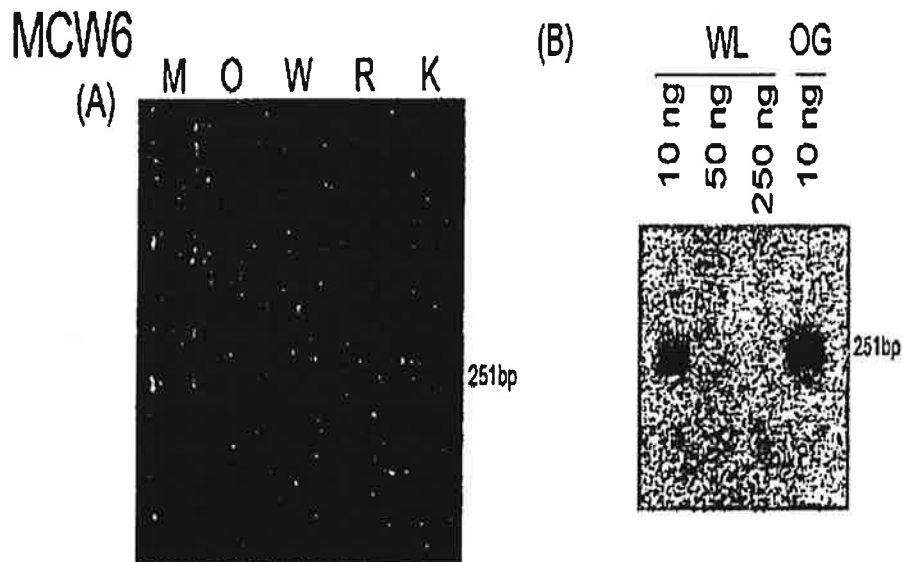 MCW6
(A)
M O W R K
251bp
(B)
WL OG
10 ng
50 ng
250 ng
10 ng
251bp